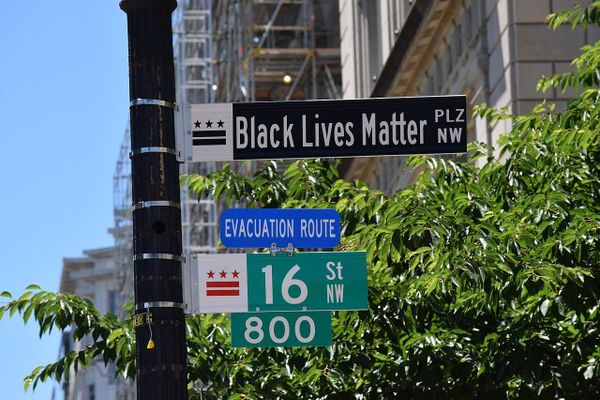 Black Lives Matter PLZ NW
EVACUATION ROUTE
16 St NW
800